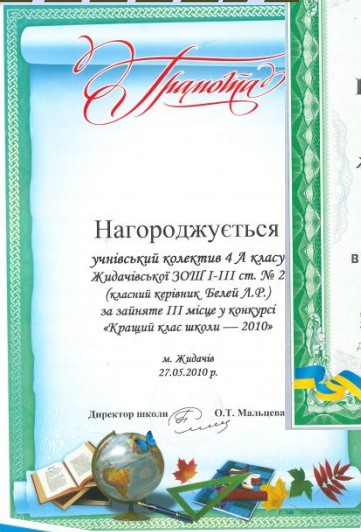 Грамота
Нагороджується
учнівський колектив 4 А класу
Жидачівської ЗОШ І-ІІІ ст. № 2
(класний керівник Белей Л.Р.)
за зайняте ІІІ місце у конкурсі
«Кращий клас школи — 2010»
м. Жидачів
27.05.2010 р.
Директор школи О.Т. Мальцева